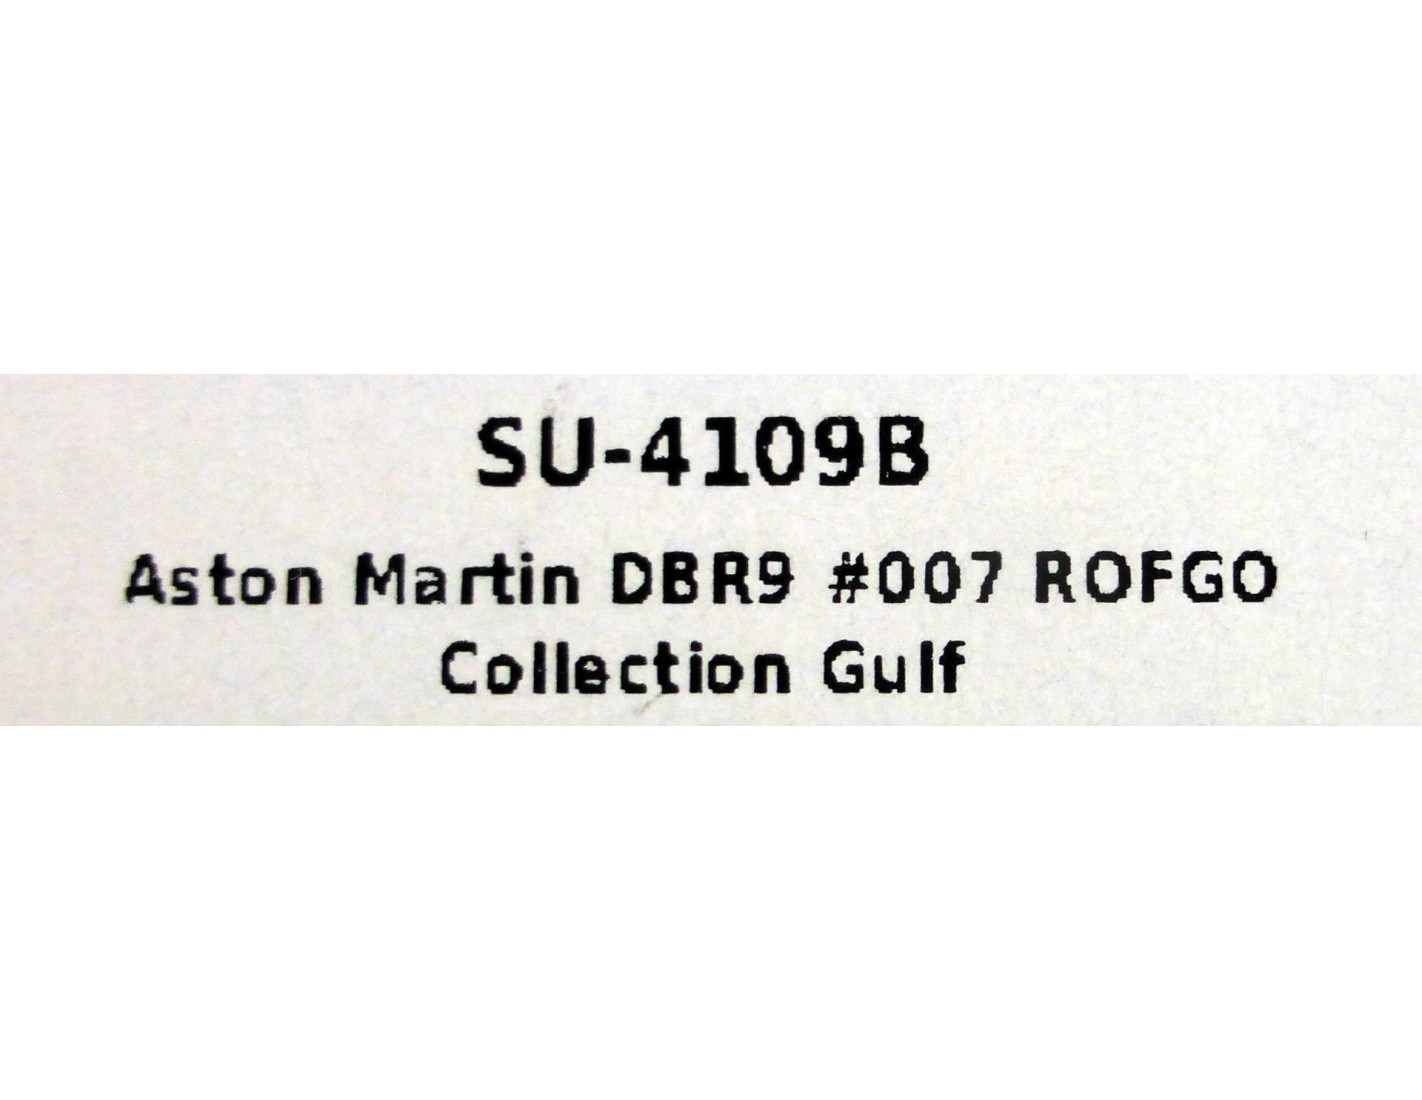 SU-4109B
Aston Martin DBR9 #007 ROFGO
Collection Gulf